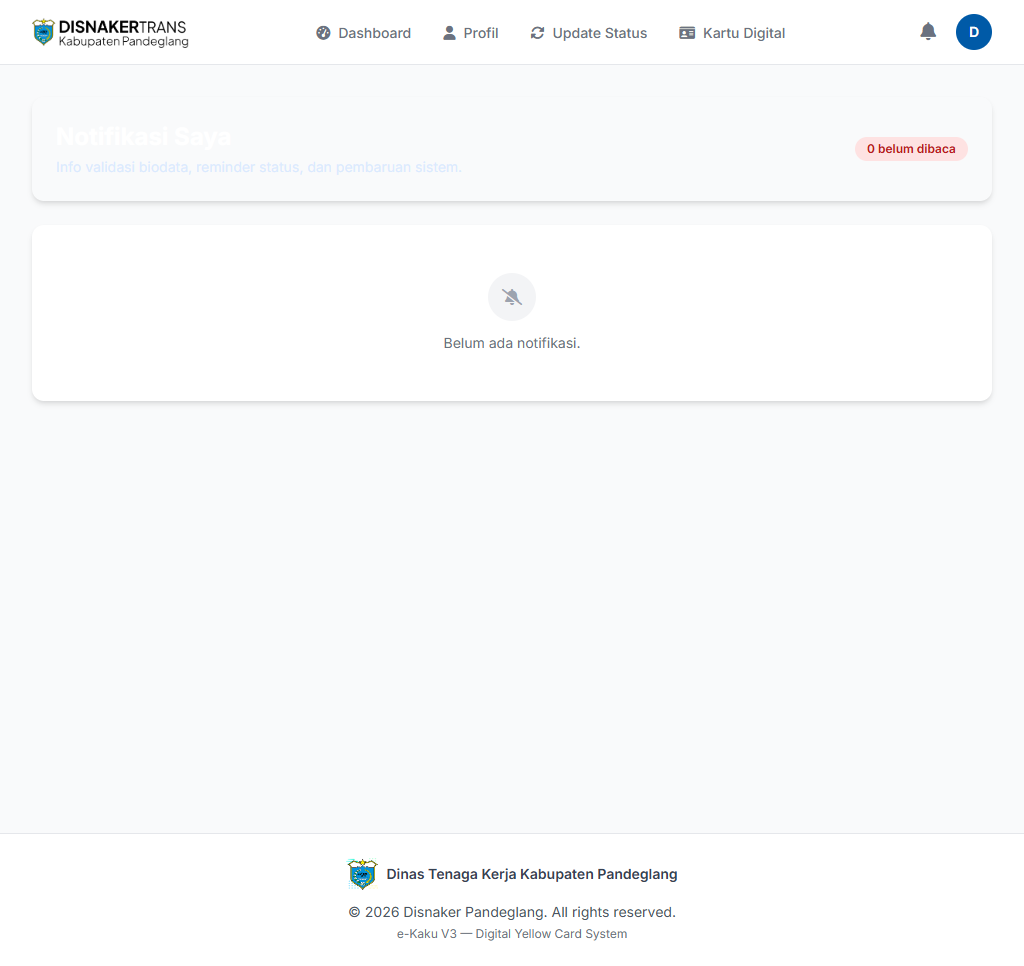 DISNAKERTRANS
Kabupaten Pandeglang
Dashboard
Profil
Update Status
Kartu Digital
D
Notifikasi Saya
Info validasi biodata, reminder status, dan pembaruan sistem.
0 belum dibaca
Belum ada notifikasi.
Dinas Tenaga Kerja Kabupaten Pandeglang
© 2026 Disnaker Pandeglang. All rights reserved.
e-Kaku V3 — Digital Yellow Card System